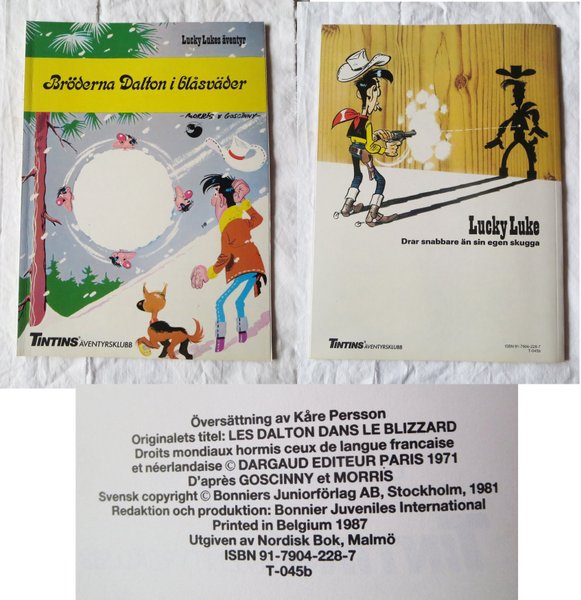 Lucky Lukes äventyr
Bröderna Dalton i blåsväder
MORRIS & GOSCINNY
TINTINS ÄVENTYRSKLUBB
Lucky Luke
Drar snabbare än sin egen skugga
TINTINS ÄVENTYRSKLUBB
ISBN 91-7904-228-7
T-045b
Översättning av Kåre Persson
Originalets titel: LES DALTON DANS LE BLIZZARD
Droits mondiaux hormis ceux de langue francaise
et néerlandaise © DARGAUD EDITEUR PARIS 1971
D'après GOSCINNY et MORRIS
Svensk copyright © Bonniers Juniorförlag AB, Stockholm, 1981
Redaktion och produktion: Bonnier Juveniles International
Printed in Belgium 1987
Utgiven av Nordisk Bok, Malmö
ISBN 91-7904-228-7
T-045b